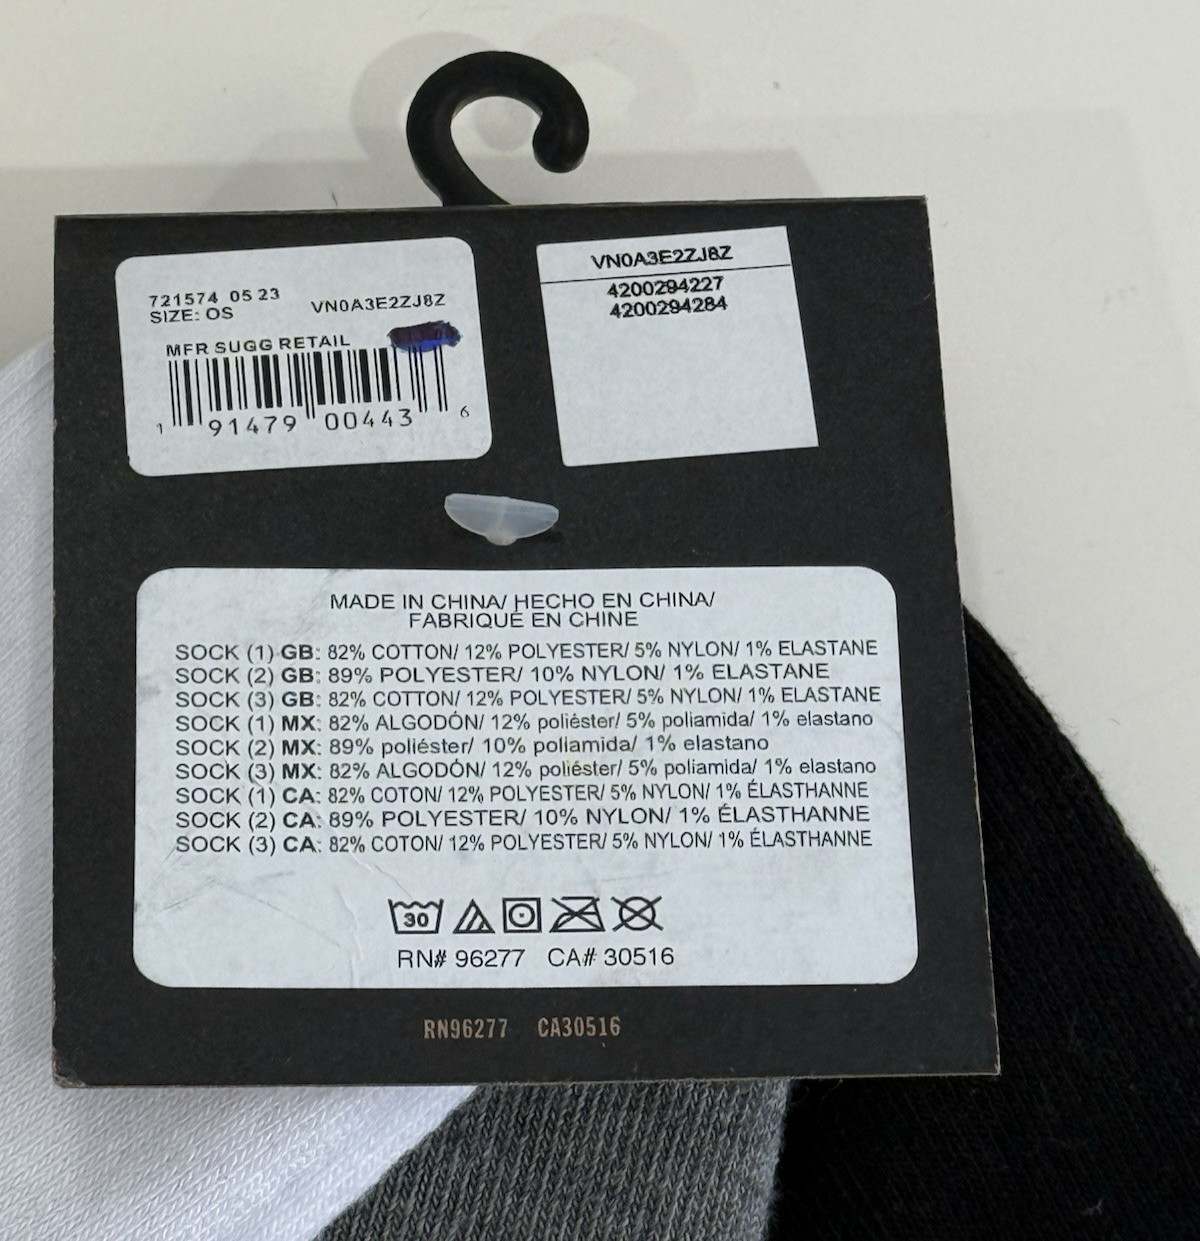 721574 05 23
SIZE: OS
VN0A3E2ZJ8Z
MFR SUGG RETAIL
1 91479 00443 6
VN0A3E2ZJ8Z
4200294227
4200294284
MADE IN CHINA/ HECHO EN CHINA/
FABRIQUÉ EN CHINE
SOCK (1) GB: 82% COTTON/ 12% POLYESTER/ 5% NYLON/ 1% ELASTANE
SOCK (2) GB: 89% POLYESTER/ 10% NYLON/ 1% ELASTANE
SOCK (3) GB: 82% COTTON/ 12% POLYESTER/ 5% NYLON/ 1% ELASTANE
SOCK (1) MX: 82% ALGODÓN/ 12% poliéster/ 5% poliamida/ 1% elastano
SOCK (2) MX: 89% poliéster/ 10% poliamida/ 1% elastano
SOCK (3) MX: 82% ALGODÓN/ 12% poliéster/ 5% poliamida/ 1% elastano
SOCK (1) CA: 82% COTON/ 12% POLYESTER/ 5% NYLON/ 1% ÉLASTHANNE
SOCK (2) CA: 89% POLYESTER/ 10% NYLON/ 1% ÉLASTHANNE
SOCK (3) CA: 82% COTON/ 12% POLYESTER/ 5% NYLON/ 1% ÉLASTHANNE
30
RN# 96277 CA# 30516
RN96277 CA30516